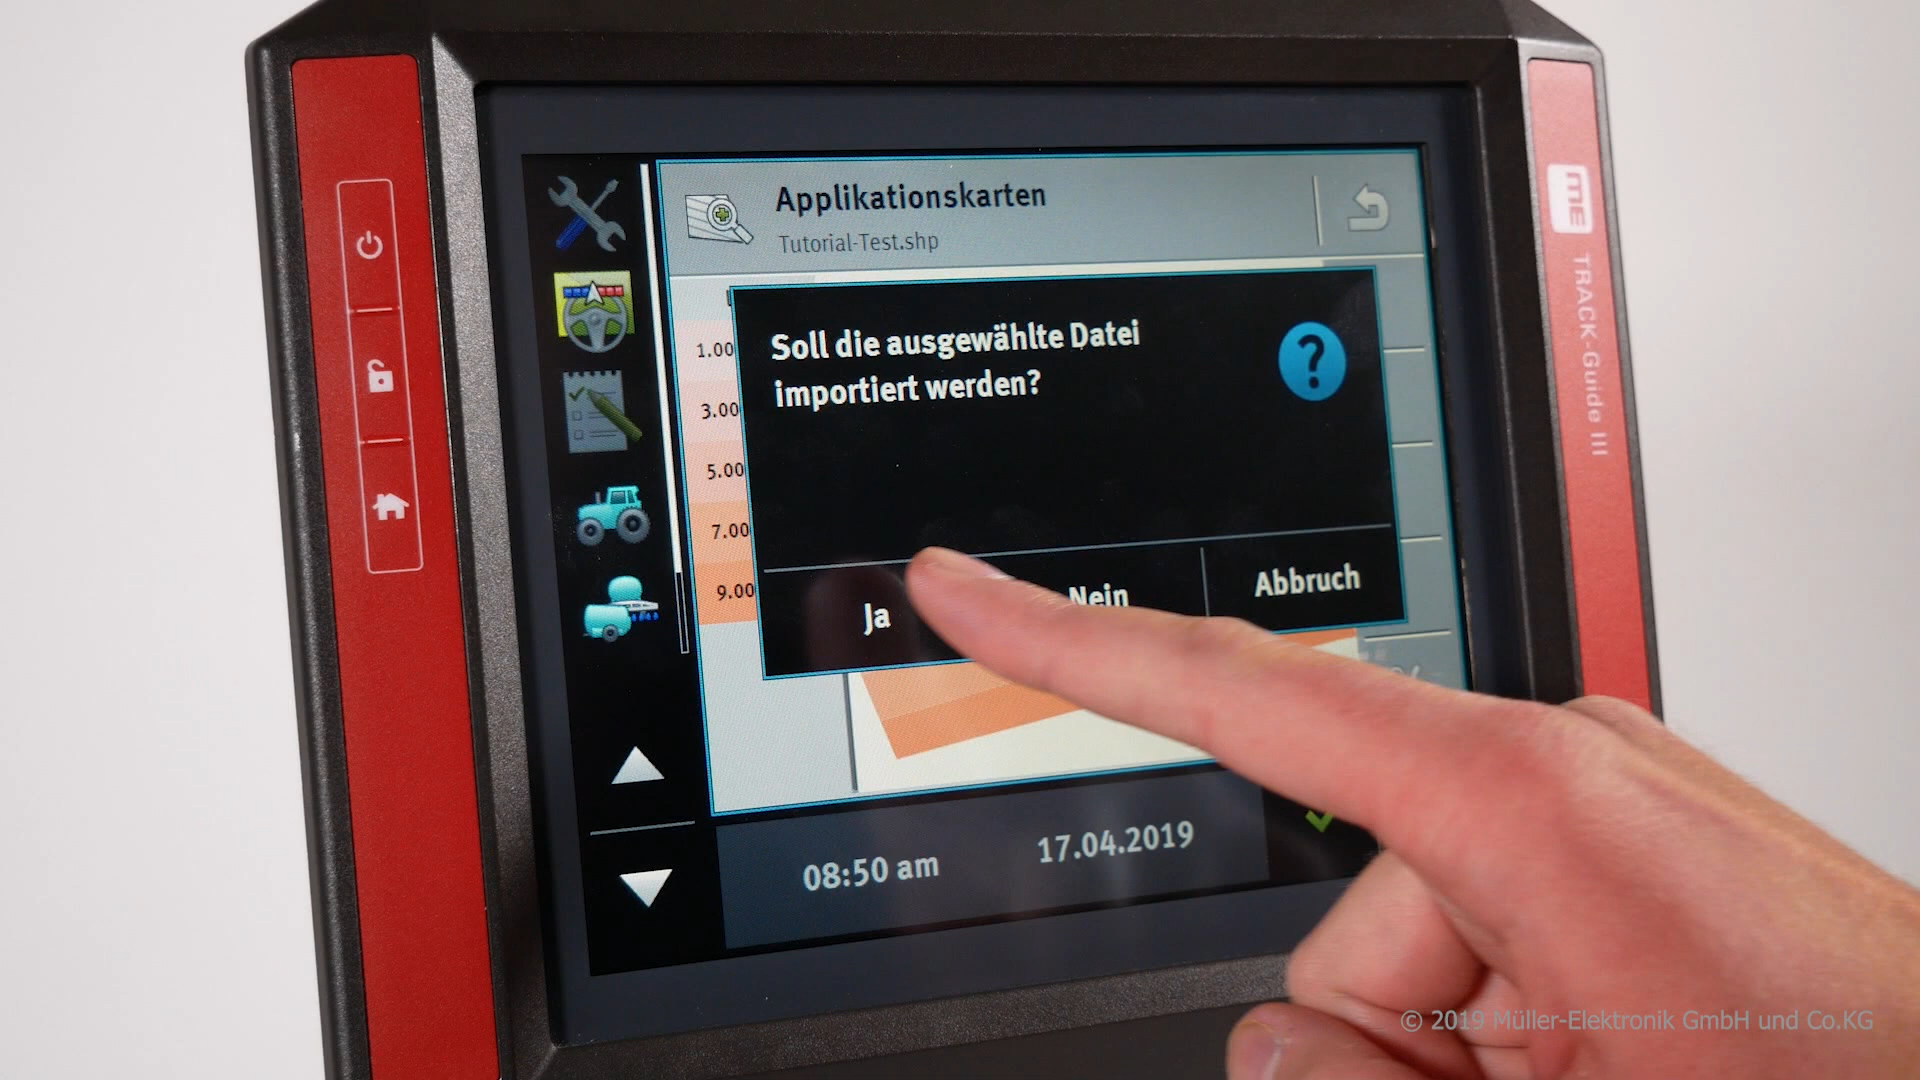 Applikationskarten
Tutorial-Test.shp
Soll die ausgewählte Datei
importiert werden?
1.00
3.00
5.00
7.00
9.00
Ja
Nein
Abbruch
08:50 am
17.04.2019
ME
TRACK-Guide III
© 2019 Müller-Elektronik GmbH und Co.KG